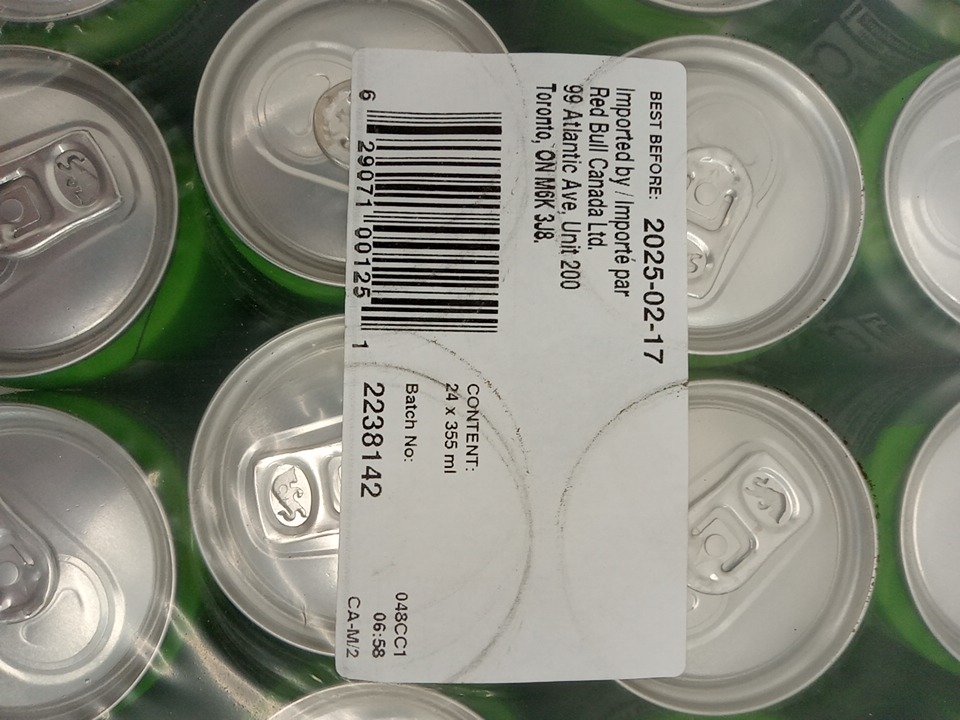 BEST BEFORE: 2025-02-17
Imported by / Importé par
Red Bull Canada Ltd.
99 Atlantic Ave, Unit 200
Toronto, ON M6K 3J8.
6 29071 00125 1
CONTENT:
24 x 355 ml
Batch No:
2238142
048CC1
06:58
CA-M/2